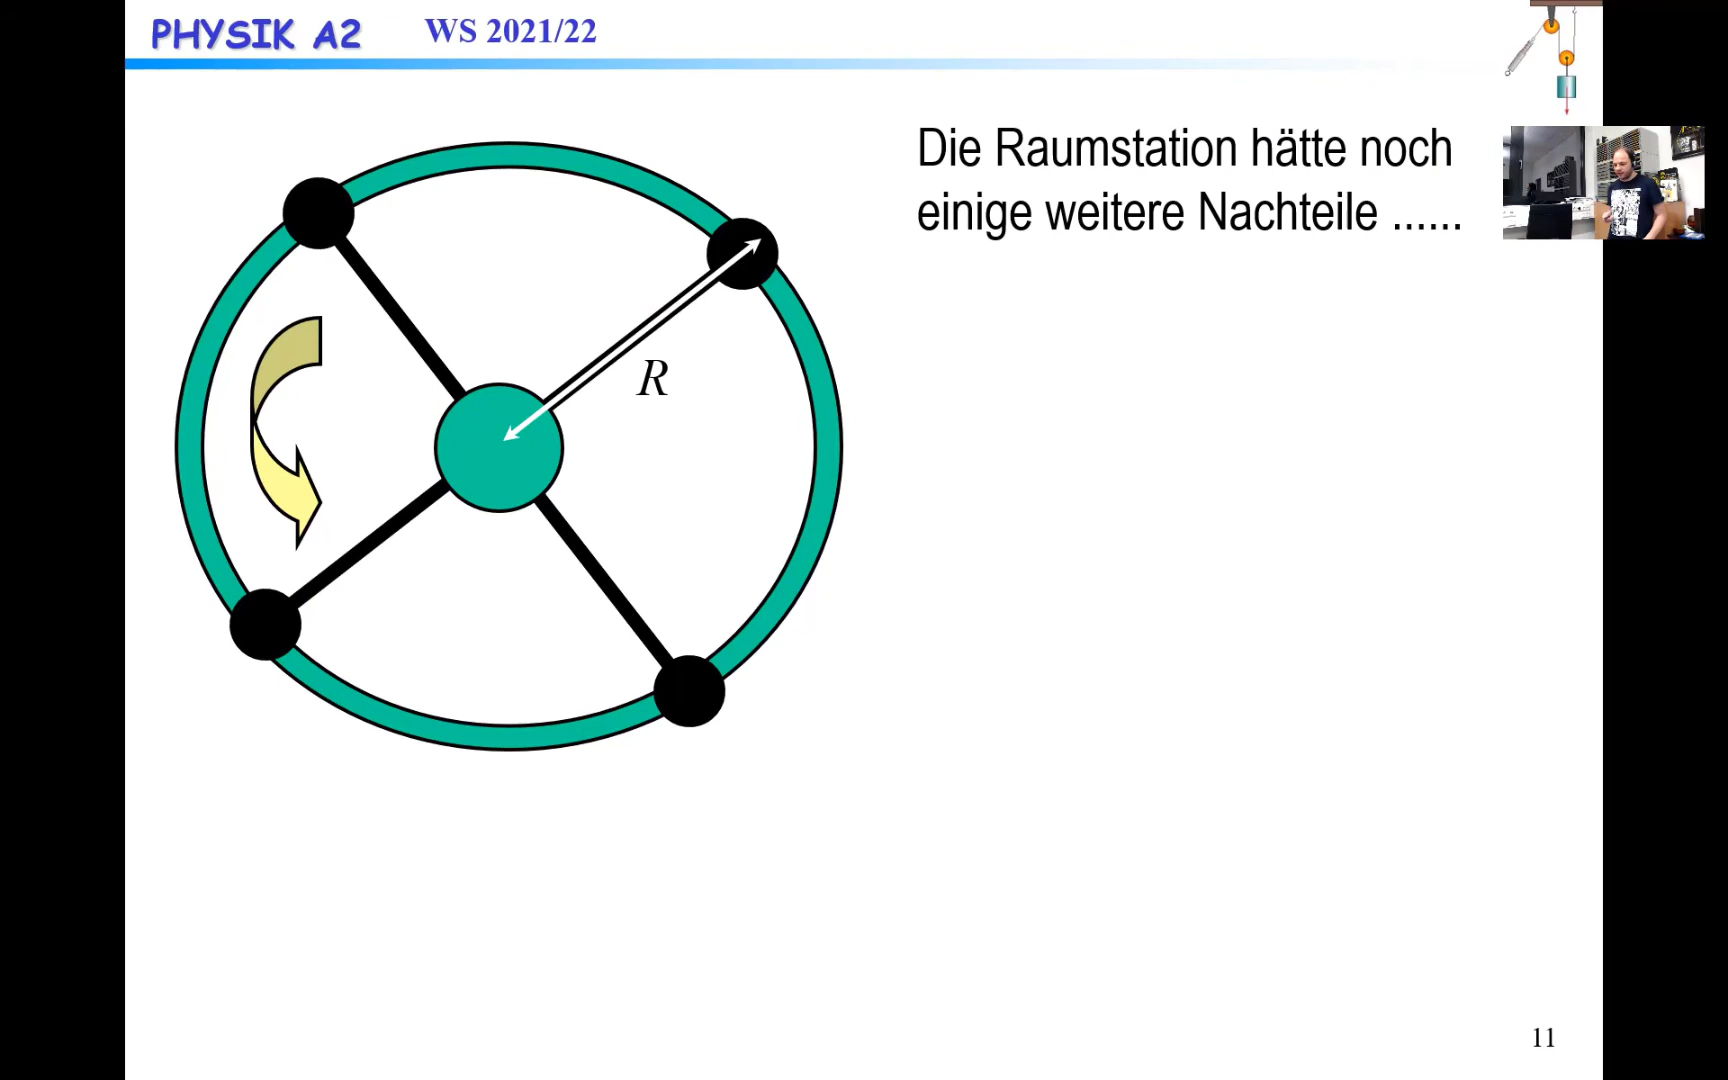 PHYSIK A2 WS 2021/22
Die Raumstation hätte noch
einige weitere Nachteile ......
R
11